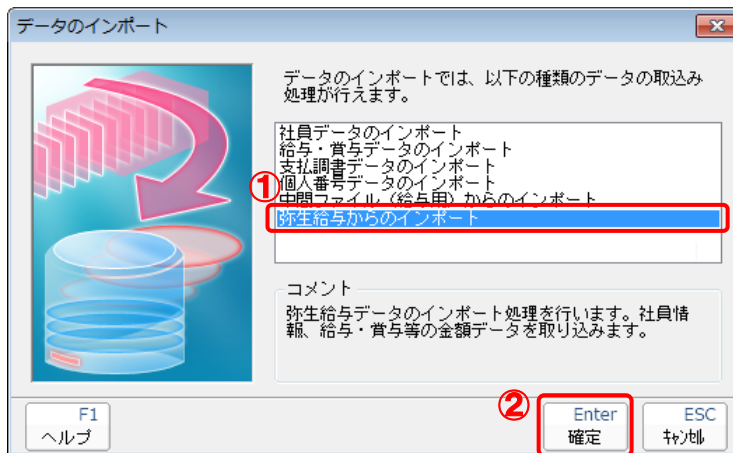 データのインポート
データのインポートでは、以下の種類のデータの取込み
処理が行えます。
社員データのインポート
給与・賞与データのインポート
支払調書データのインポート
個人番号データのインポート
中間ファイル（給与用）からのインポート
①
弥生給与からのインポート
コメント
弥生給与データのインポート処理を行います。社員情
報、給与・賞与等の金額データを取り込みます。
F1
ヘルプ
②
Enter
確定
ESC
ｷｬﾝｾﾙ